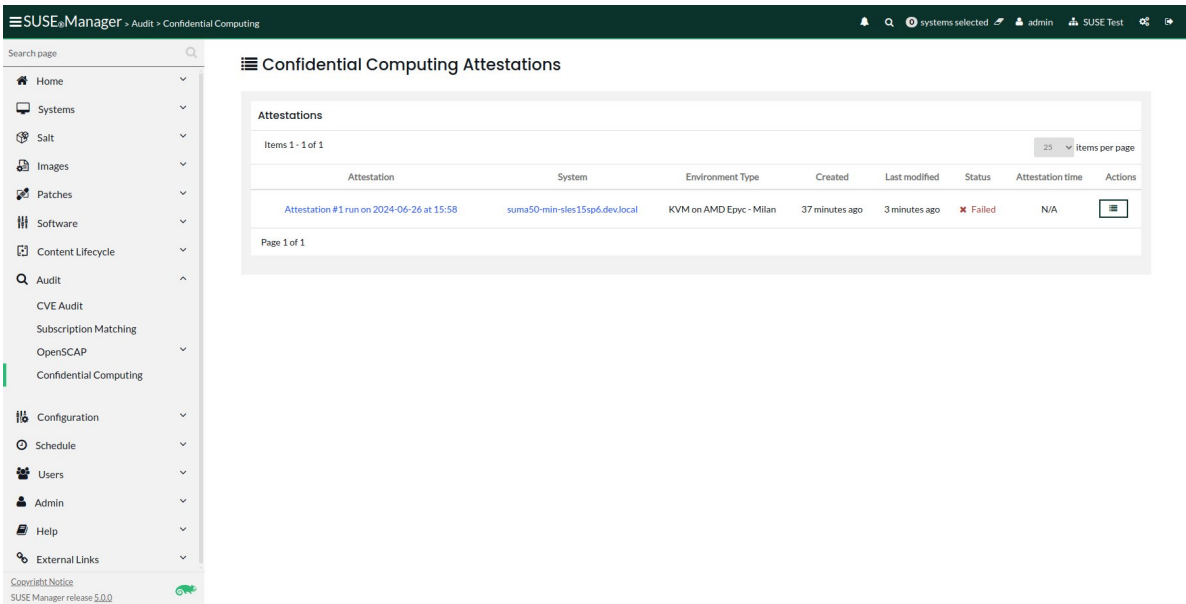 SUSE®Manager > Audit > Confidential Computing
0 systems selected admin SUSE Test
Search page
Home
Systems
Salt
Images
Patches
Software
Content Lifecycle
Audit
CVE Audit
Subscription Matching
OpenSCAP
Confidential Computing
Configuration
Schedule
Users
Admin
Help
External Links
Copyright Notice
SUSE Manager release 5.0.0
Confidential Computing Attestations
Attestations
Items 1 - 1 of 1
25 items per page
Attestation System Environment Type Created Last modified Status Attestation time Actions
Attestation #1 run on 2024-06-26 at 15:58 suma50-min-sles15sp6.dev.local KVM on AMD Epyc - Milan 37 minutes ago 3 minutes ago Failed N/A
Page 1 of 1